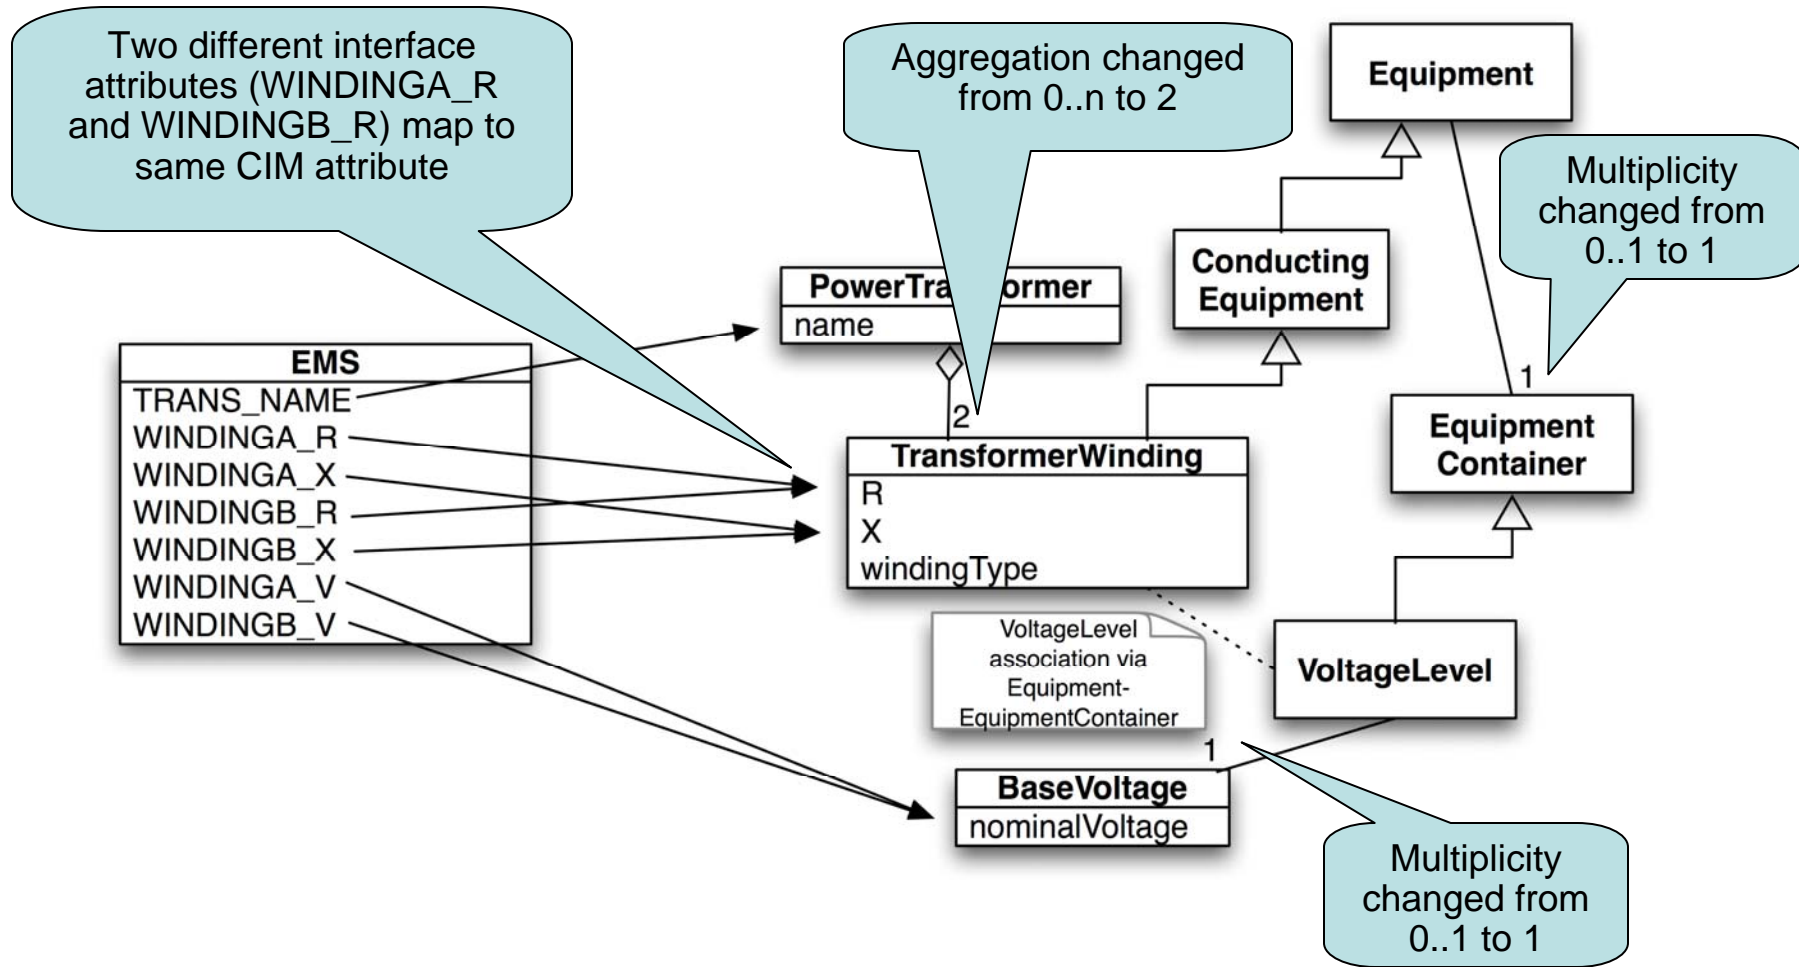 Two different interface
attributes (WINDINGA_R
and WINDINGB_R) map to
same CIM attribute
Aggregation changed
from 0..n to 2
Equipment
Multiplicity
changed from
0..1 to 1
Conducting
Equipment
PowerTra ormer
name
EMS
TRANS_NAME
WINDINGA_R
WINDINGA_X
WINDINGB_R
WINDINGB_X
WINDINGA_V
WINDINGB_V
2
1
TransformerWinding
R
X
windingType
Equipment
Container
VoltageLevel
association via
Equipment-
EquipmentContainer
VoltageLevel
1
BaseVoltage
nominalVoltage
Multiplicity
changed from
0..1 to 1